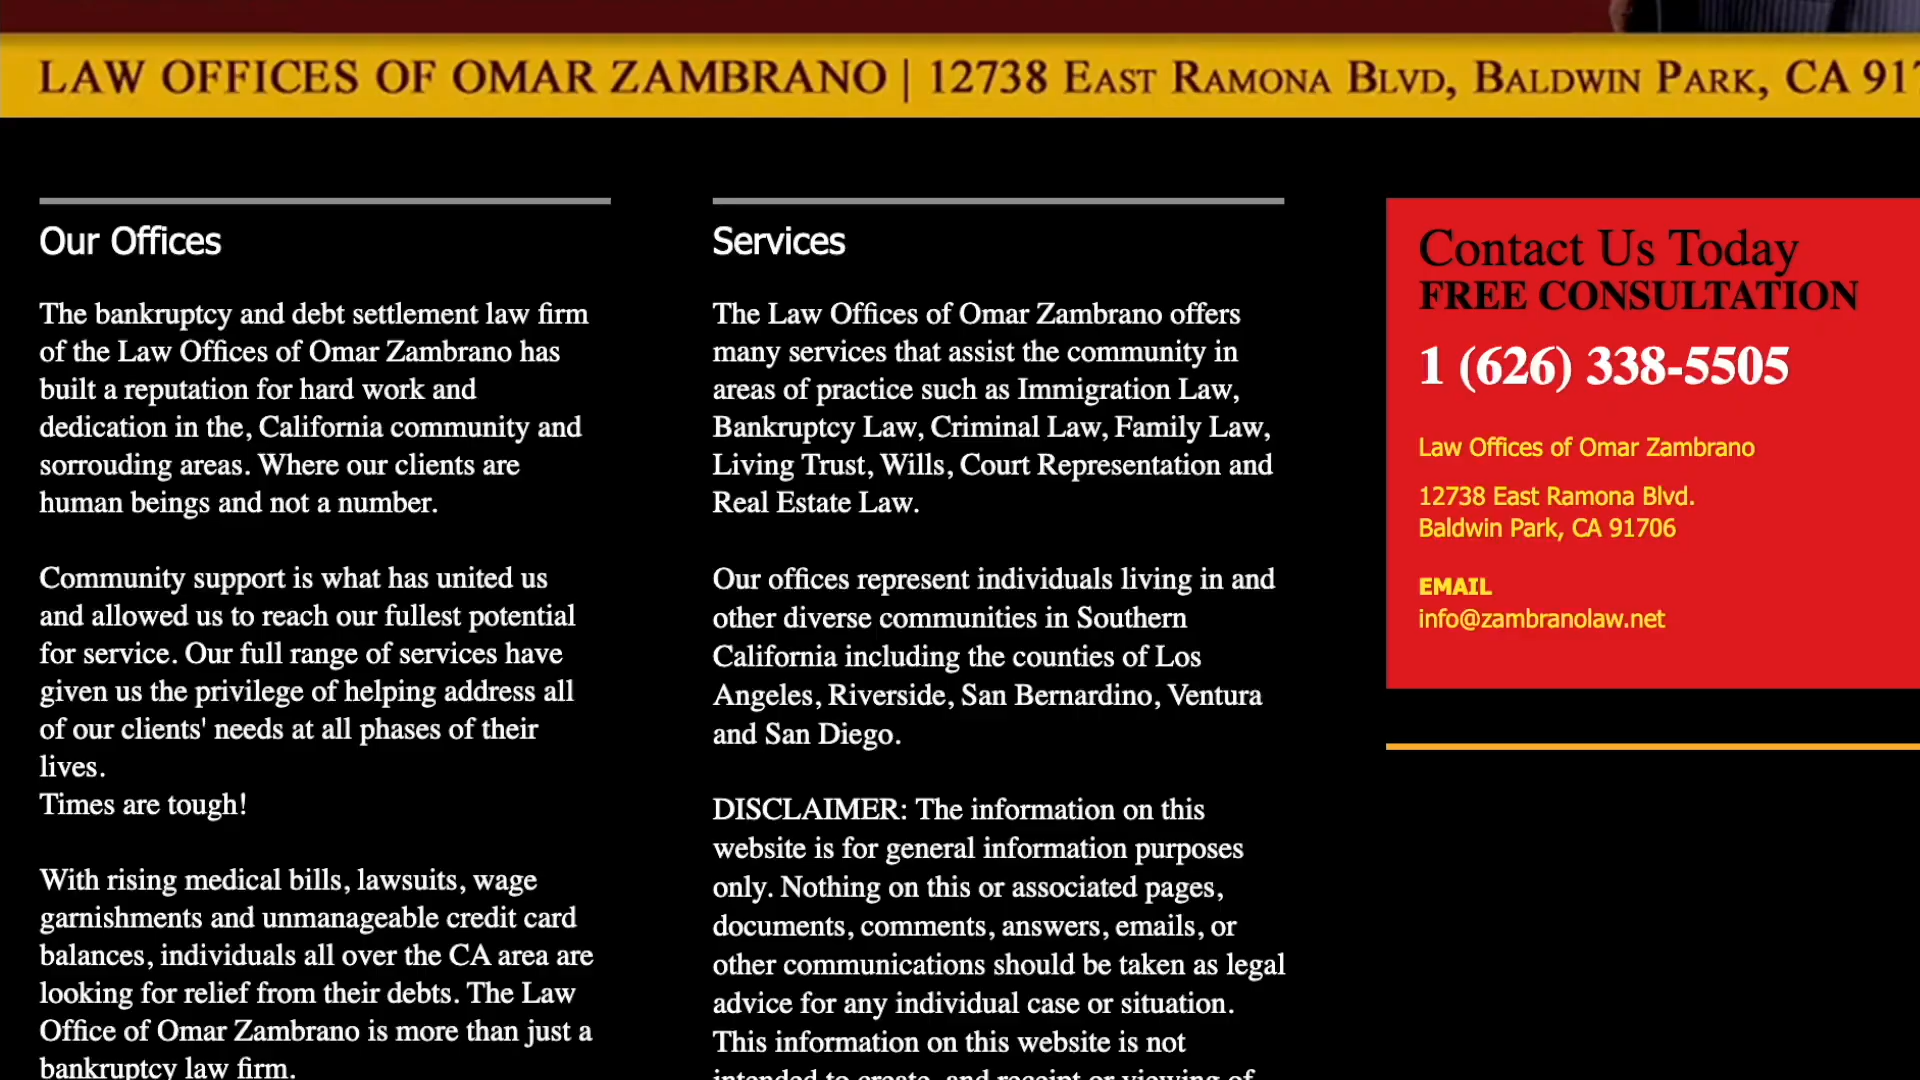 LAW OFFICES OF OMAR ZAMBRANO | 12738 EAST RAMONA BLVD, BALDWIN PARK, CA 917
Our Offices
The bankruptcy and debt settlement law firm
of the Law Offices of Omar Zambrano has
built a reputation for hard work and
dedication in the, California community and
sorrouding areas. Where our clients are
human beings and not a number.
Community support is what has united us
and allowed us to reach our fullest potential
for service. Our full range of services have
given us the privilege of helping address all
of our clients' needs at all phases of their
lives.
Times are tough!
With rising medical bills, lawsuits, wage
garnishments and unmanageable credit card
balances, individuals all over the CA area are
looking for relief from their debts. The Law
Office of Omar Zambrano is more than just a
bankruptcy law firm.
Services
The Law Offices of Omar Zambrano offers
many services that assist the community in
areas of practice such as Immigration Law,
Bankruptcy Law, Criminal Law, Family Law,
Living Trust, Wills, Court Representation and
Real Estate Law.
Our offices represent individuals living in and
other diverse communities in Southern
California including the counties of Los
Angeles, Riverside, San Bernardino, Ventura
and San Diego.
DISCLAIMER: The information on this
website is for general information purposes
only. Nothing on this or associated pages,
documents, comments, answers, emails, or
other communications should be taken as legal
advice for any individual case or situation.
This information on this website is not
intended to create, and receipt or viewing of
Contact Us Today
FREE CONSULTATION
1 (626) 338-5505
Law Offices of Omar Zambrano
12738 East Ramona Blvd.
Baldwin Park, CA 91706
EMAIL
info@zambranolaw.net